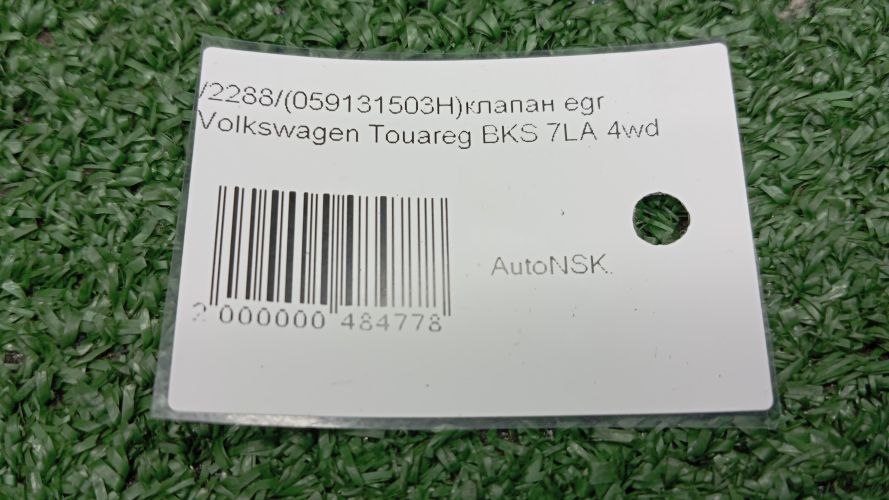 /2288/(059131503H)клапан egr
Volkswagen Touareg BKS 7LA 4wd
AutoNSK
2 000000 484778